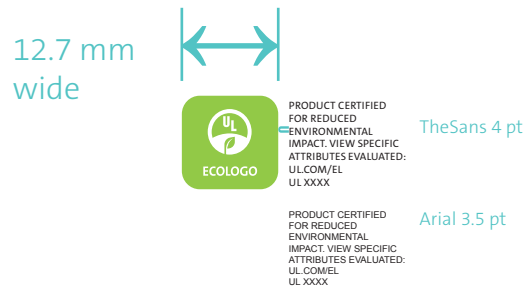 12.7 mm
wide
UL
ECOLOGO
PRODUCT CERTIFIED
FOR REDUCED
ENVIRONMENTAL
IMPACT. VIEW SPECIFIC
ATTRIBUTES EVALUATED:
UL.COM/EL
UL XXXX
TheSans 4 pt
PRODUCT CERTIFIED
FOR REDUCED
ENVIRONMENTAL
IMPACT. VIEW SPECIFIC
ATTRIBUTES EVALUATED:
UL.COM/EL
UL XXXX
Arial 3.5 pt